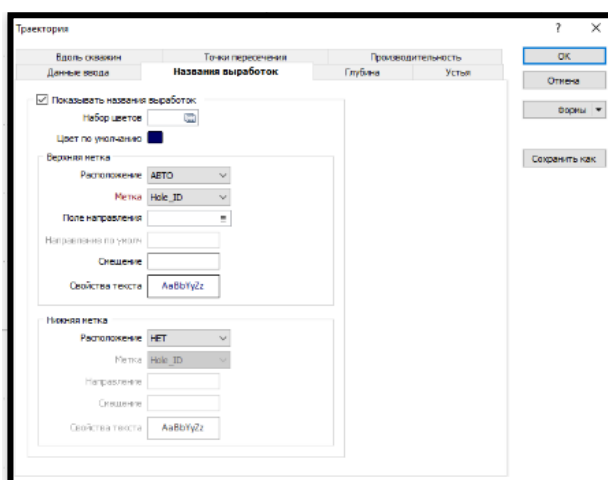 Траектория
? ×
Вдоль скважин Точки пересечения Производительность
Данные ввода Названия выработок Глубина Устья
OK
Отмена
Формы
Сохранить как
Показывать названия выработок
Набор цветов
Цвет по умолчанию
Верхняя метка
Расположение АВТО
Метка Hole_ID
Поле направления
Направление по умолч
Смещение
Свойства текста AaBbYyZz
Нижняя метка
Расположение НЕТ
Метка Hole_ID
Направление
Смещение
Свойства текста AaBbYyZz